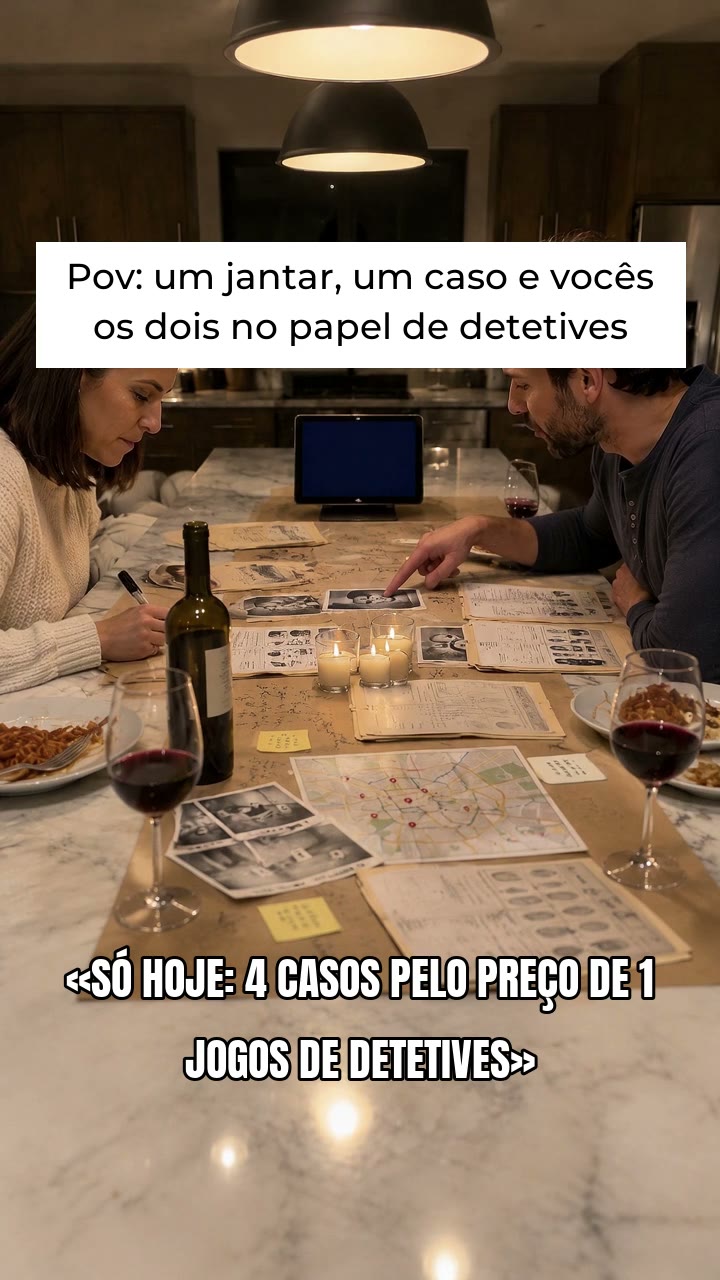 Pov: um jantar, um caso e vocês
os dois no papel de detetives
«SÓ HOJE: 4 CASOS PELO PREÇO DE 1
JOGOS DE DETETIVES»